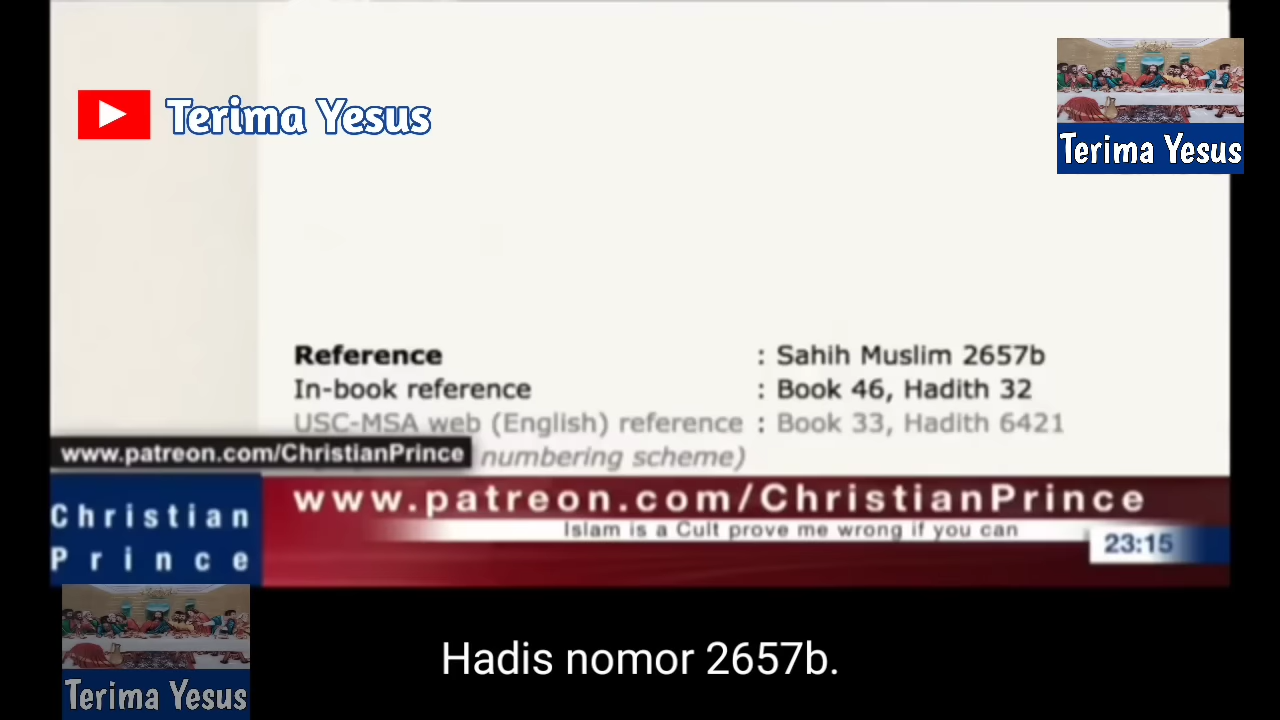 Terima Yesus
Terima Yesus
Reference : Sahih Muslim 2657b
In-book reference : Book 46, Hadith 32
USC-MSA web (English) reference : Book 33, Hadith 6421
numbering scheme)
www.patreon.com/ChristianPrince
www.patreon.com/ChristianPrince
Islam is a Cult prove me wrong if you can
Christian
Prince
23:15
Terima Yesus
Hadis nomor 2657b.